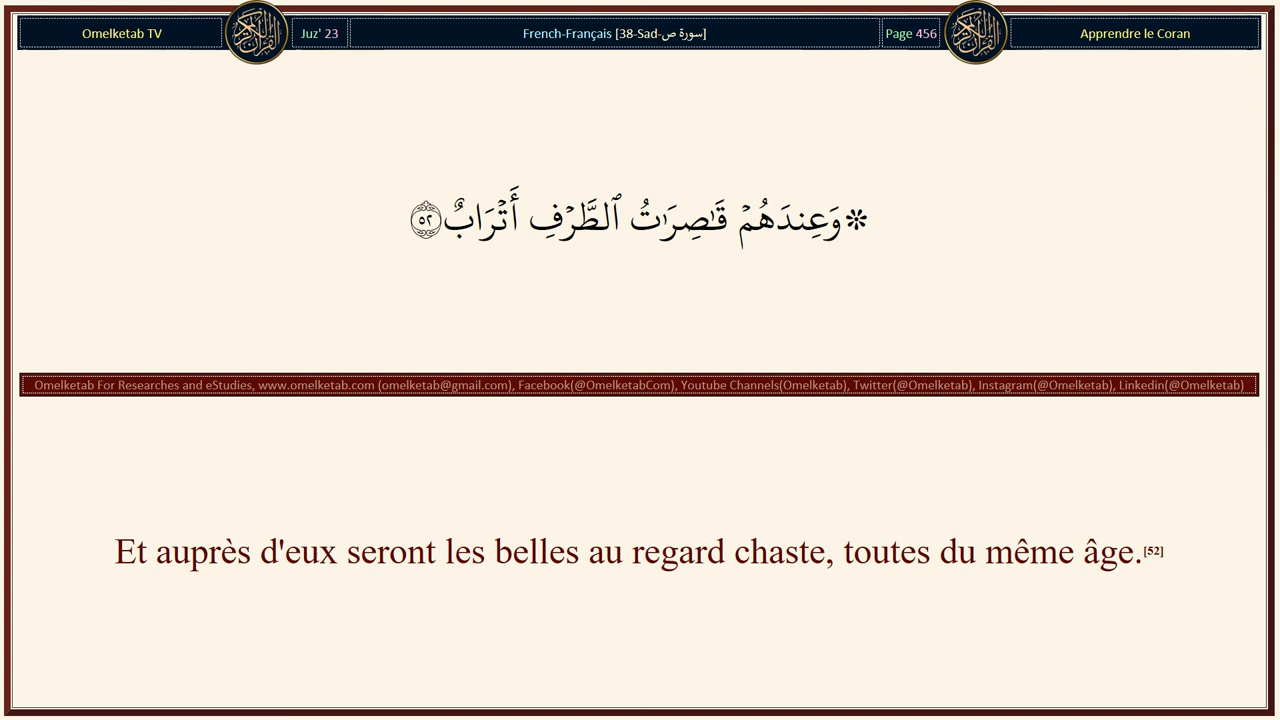 Omelketab TV
Juz' 23
French-Français [38-Sad-سورة ص]
Page 456
Apprendre le Coran
۞وَعِندَهُمۡ قَٰصِرَٰتُ ٱلطَّرۡفِ أَتۡرَابٌ ٥٢
Omelketab For Researches and eStudies, www.omelketab.com (omelketab@gmail.com), Facebook(@OmelketabCom), Youtube Channels(Omelketab), Twitter(@Omelketab), Instagram(@Omelketab), Linkedin(@Omelketab)
Et auprès d'eux seront les belles au regard chaste, toutes du même âge.[52]